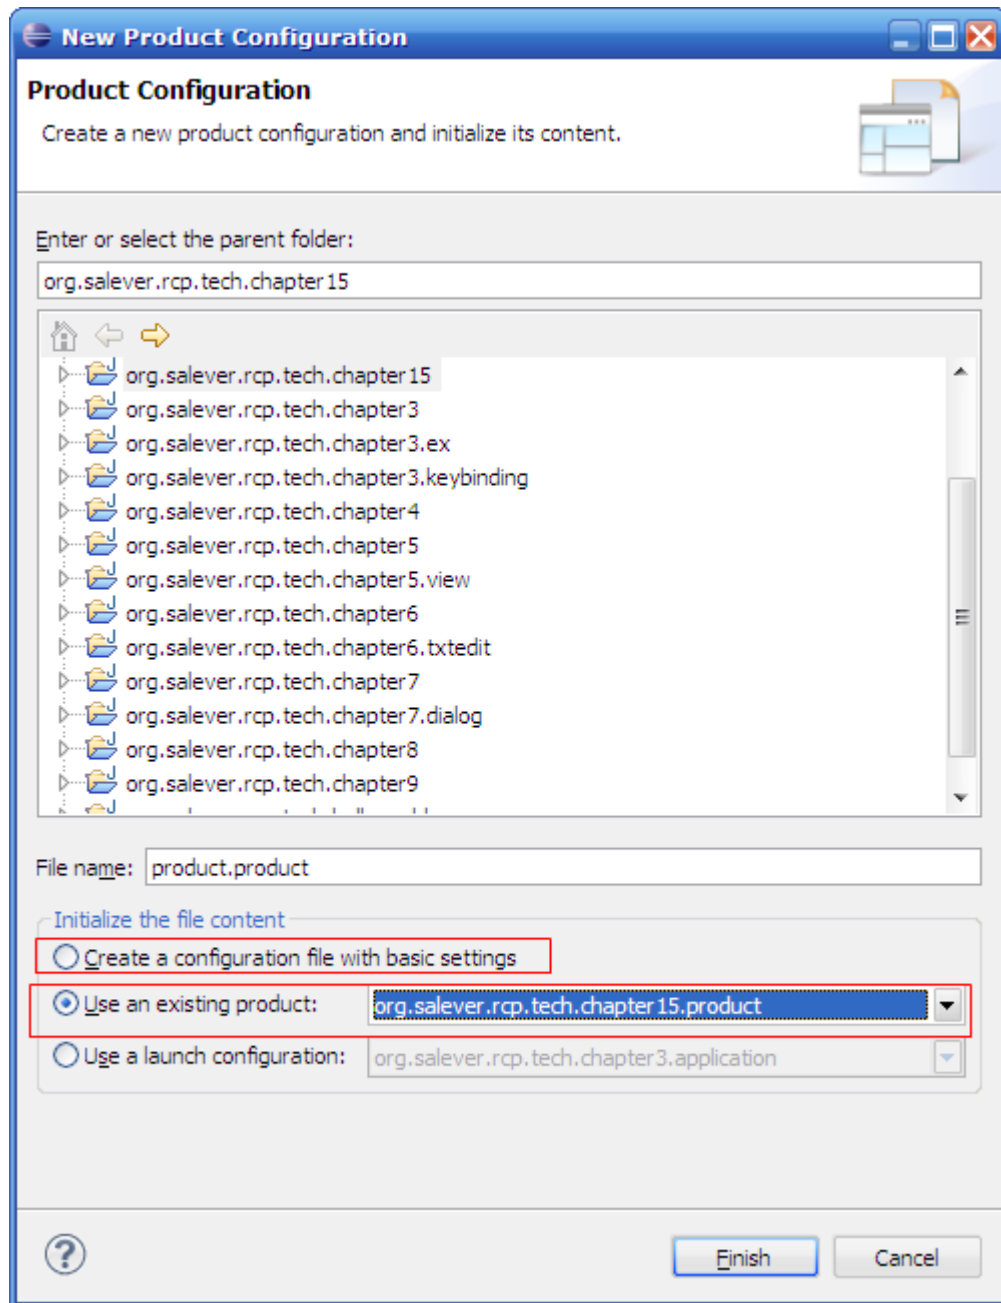 New Product Configuration
Product Configuration
Create a new product configuration and initialize its content.
Enter or select the parent folder:
org.salever.rcp.tech.chapter15
org.salever.rcp.tech.chapter15
org.salever.rcp.tech.chapter3
org.salever.rcp.tech.chapter3.ex
org.salever.rcp.tech.chapter3.keybinding
org.salever.rcp.tech.chapter4
org.salever.rcp.tech.chapter5
org.salever.rcp.tech.chapter5.view
org.salever.rcp.tech.chapter6
org.salever.rcp.tech.chapter6.txtedit
org.salever.rcp.tech.chapter7
org.salever.rcp.tech.chapter7.dialog
org.salever.rcp.tech.chapter8
org.salever.rcp.tech.chapter9
File name: product.product
Initialize the file content
Create a configuration file with basic settings
Use an existing product: org.salever.rcp.tech.chapter15.product
Use a launch configuration: org.salever.rcp.tech.chapter3.application
Finish Cancel